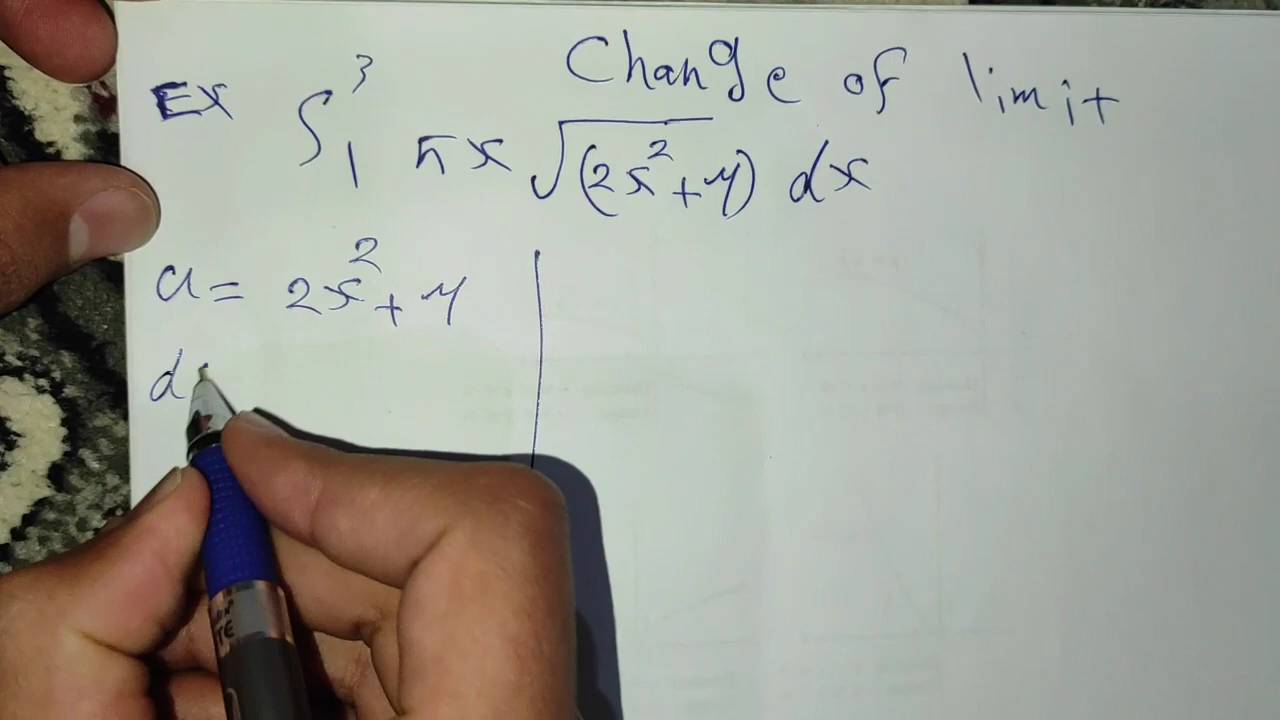 Change of limit
Ex ∫₁³ 5x √(2x²+4) dx
u = 2x²+4
d